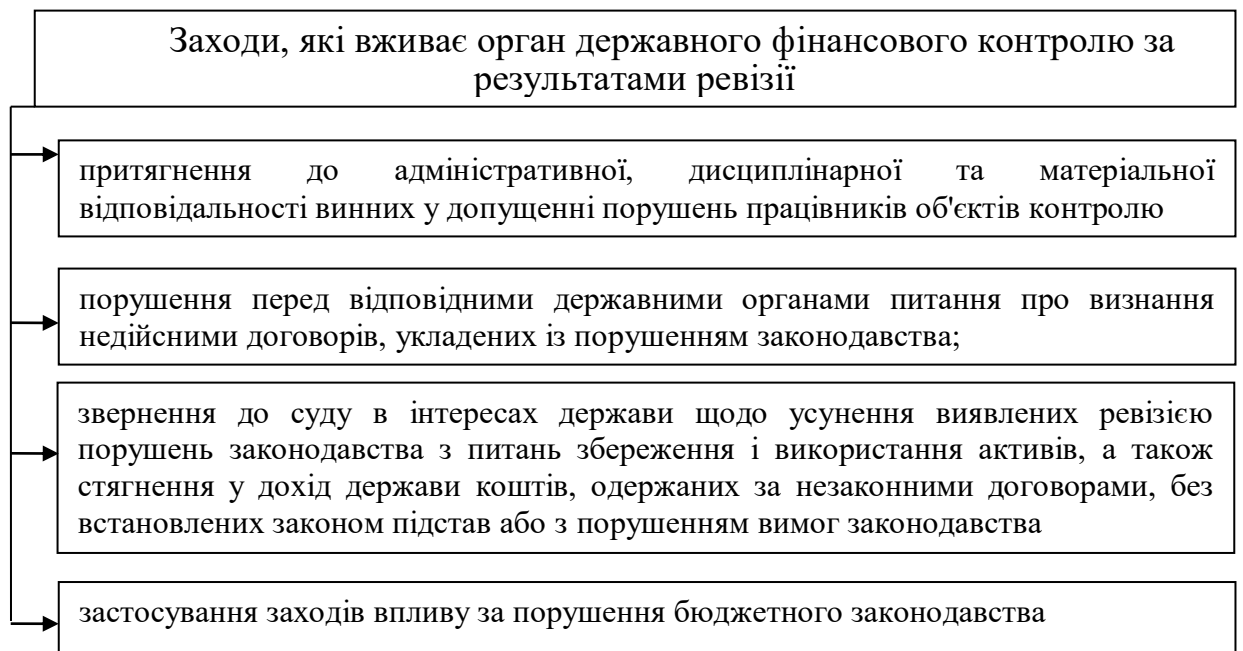 Заходи, які вживає орган державного фінансового контролю за
результатами ревізії
притягнення до адміністративної, дисциплінарної та матеріальної
відповідальності винних у допущенні порушень працівників об'єктів контролю
порушення перед відповідними державними органами питання про визнання
недійсними договорів, укладених із порушенням законодавства;
звернення до суду в інтересах держави щодо усунення виявлених ревізією
порушень законодавства з питань збереження і використання активів, а також
стягнення у дохід держави коштів, одержаних за незаконними договорами, без
встановлених законом підстав або з порушенням вимог законодавства
застосування заходів впливу за порушення бюджетного законодавства